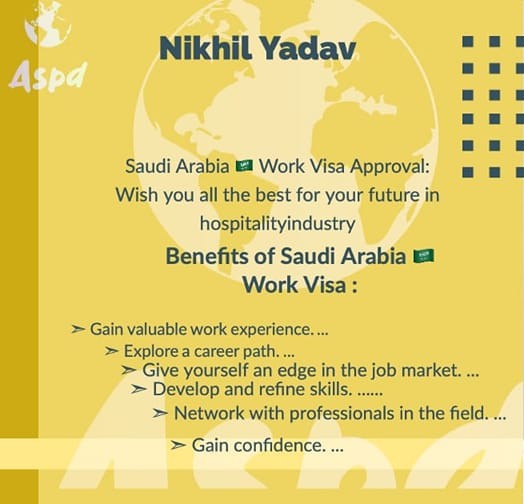 Aspd
Nikhil Yadav
Saudi Arabia 🇸🇦 Work Visa Approval:
Wish you all the best for your future in
hospitalityindustry
Benefits of Saudi Arabia 🇸🇦
Work Visa :
➣ Gain valuable work experience. ...
➣ Explore a career path. ...
➣ Give yourself an edge in the job market. ...
➣ Develop and refine skills. ......
➣ Network with professionals in the field. ...
➣ Gain confidence. ...
Aspd